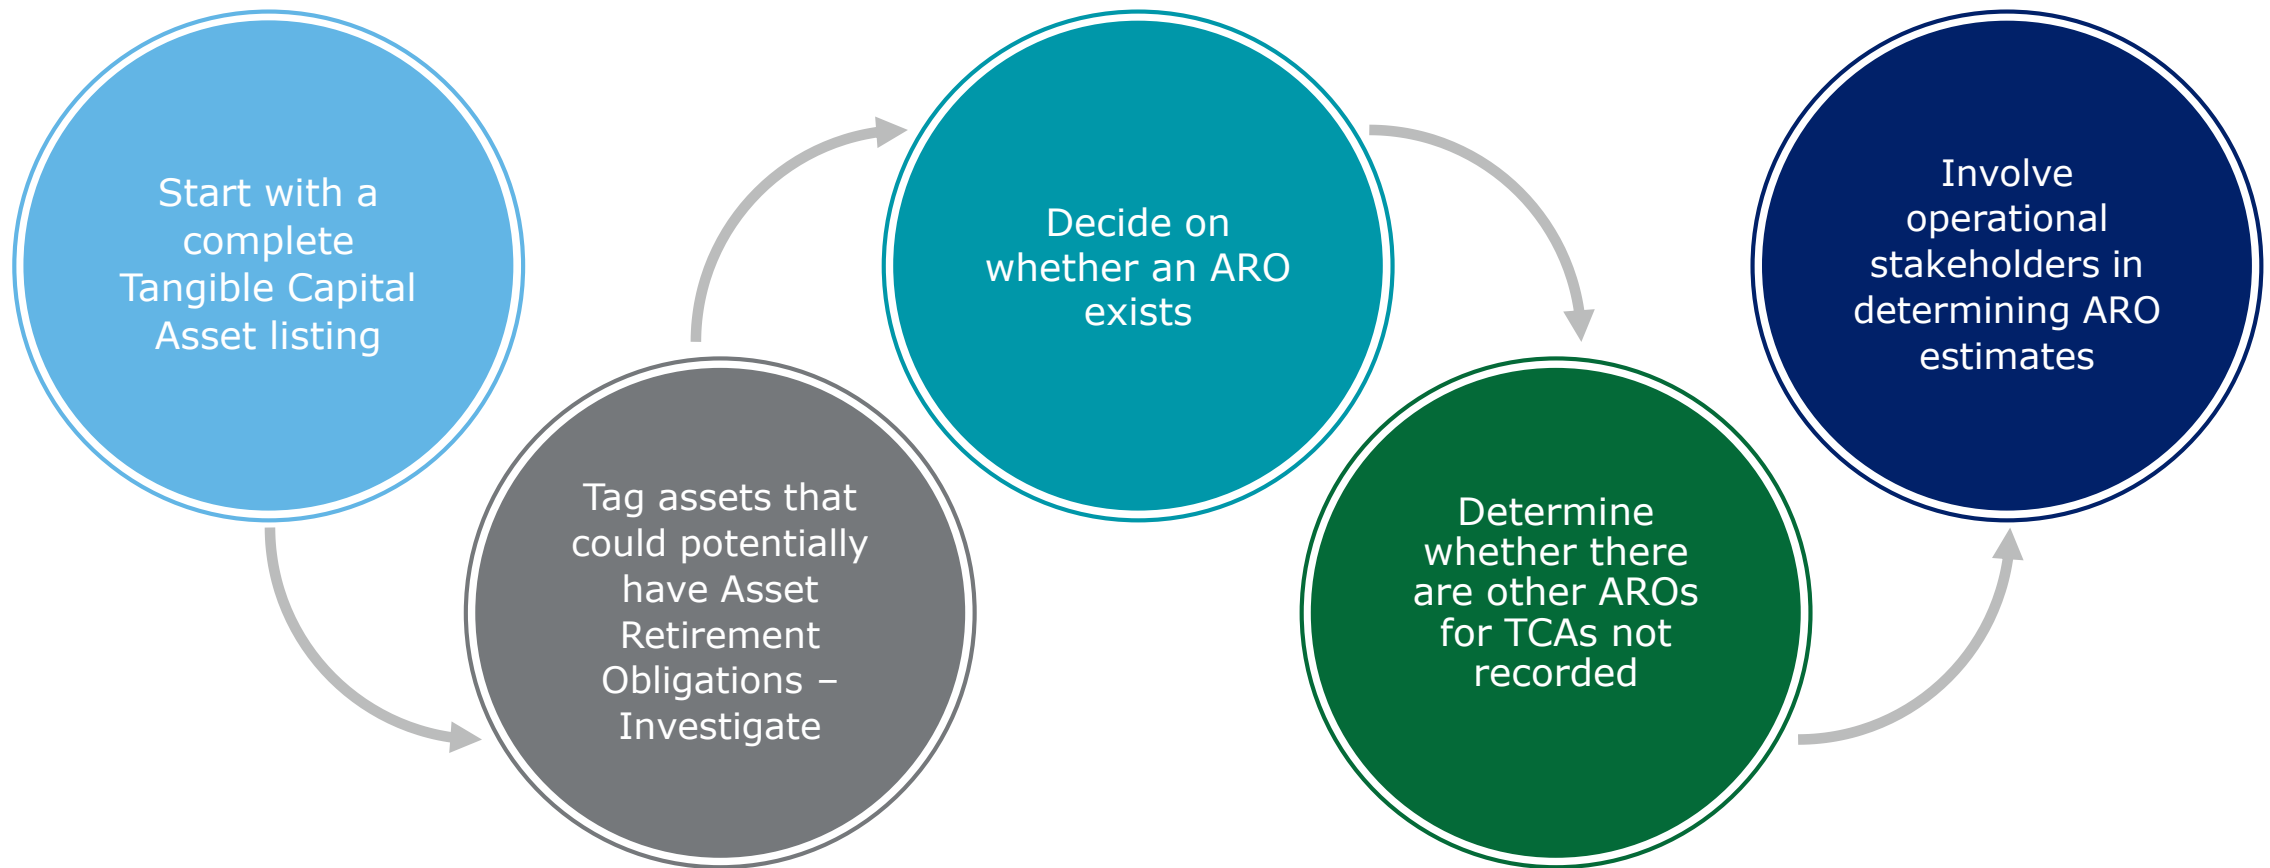 Start with a
complete
Tangible Capital
Asset listing
Tag assets that
could potentially
have Asset
Retirement
Obligations –
Investigate
Decide on
whether an ARO
exists
Determine
whether there
are other AROs
for TCAs not
recorded
Involve
operational
stakeholders in
determining ARO
estimates